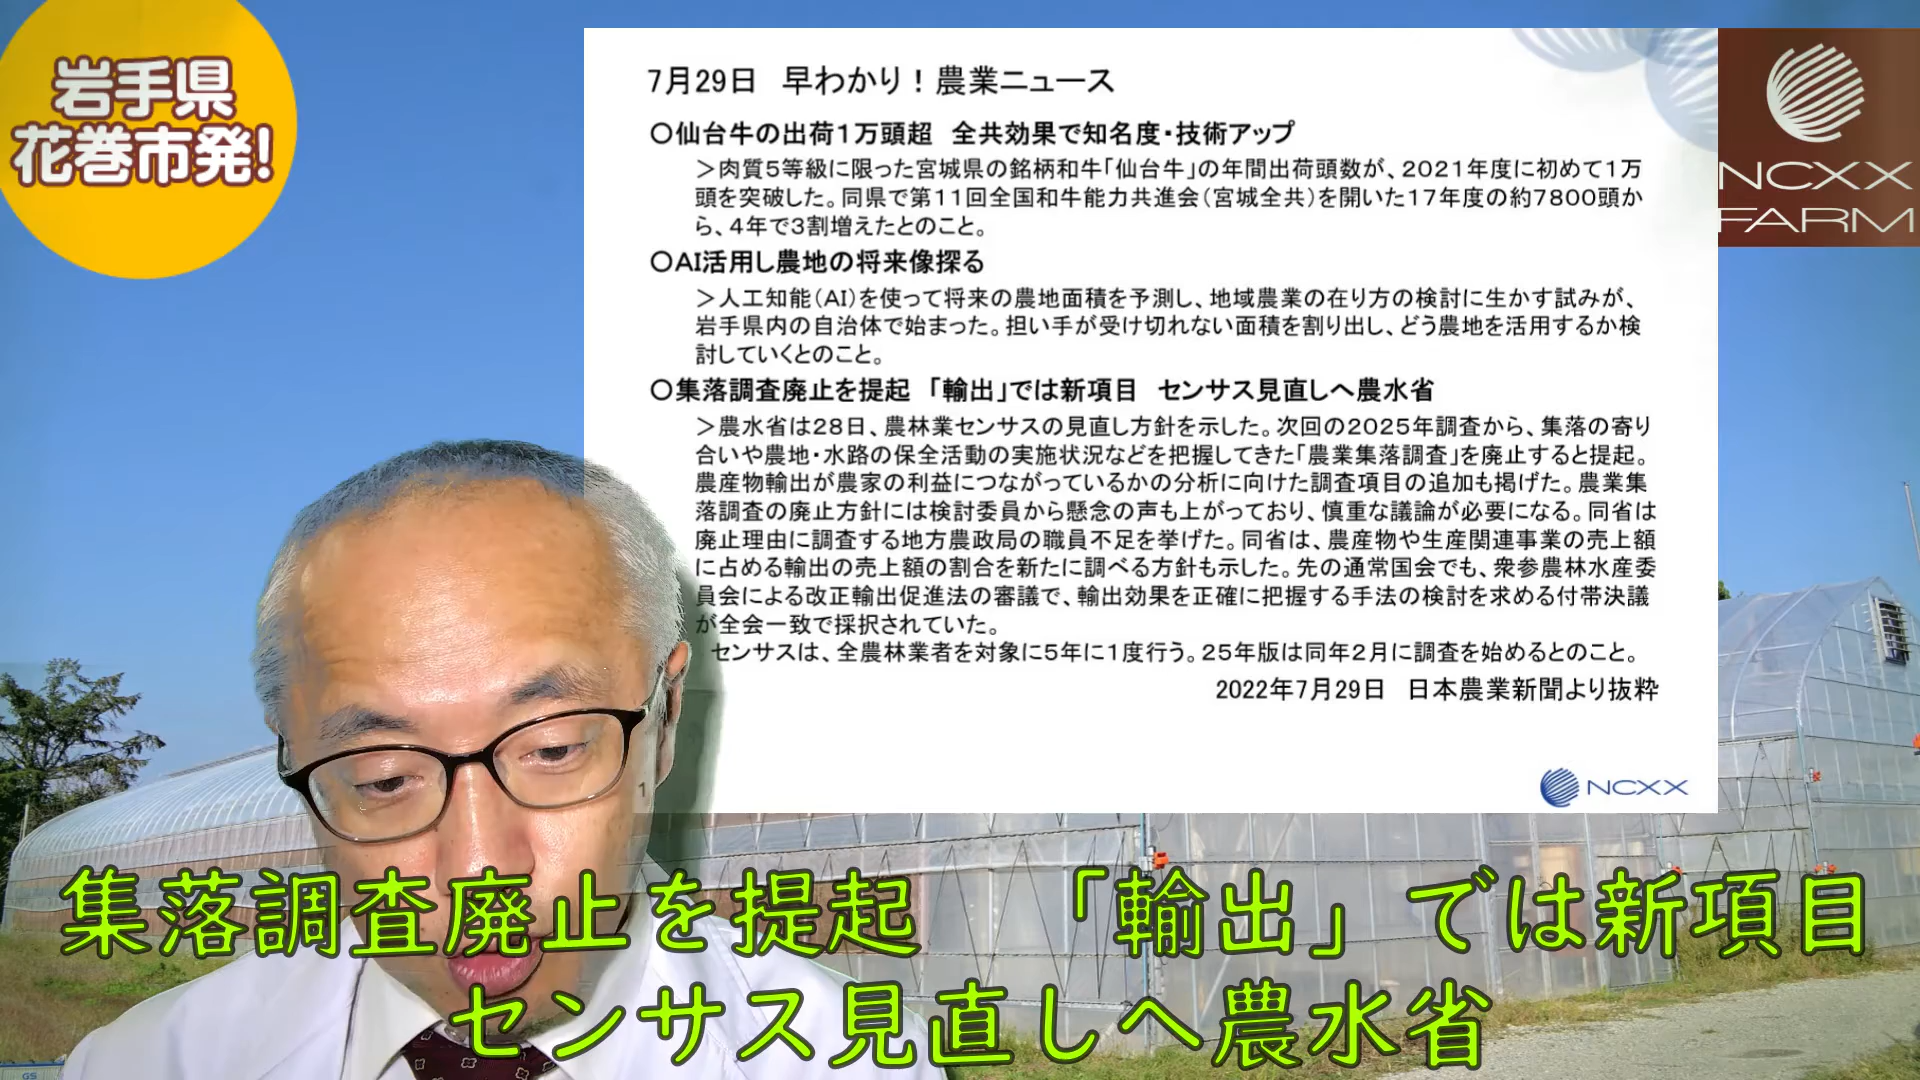 岩手県
花巻市発!
7月29日 早わかり！農業ニュース
〇仙台牛の出荷1万頭超 全共効果で知名度・技術アップ
＞肉質5等級に限った宮城県の銘柄和牛「仙台牛」の年間出荷頭数が、2021年度に初めて1万
頭を突破した。同県で第11回全国和牛能力共進会（宮城全共）を開いた17年度の約7800頭か
ら、4年で3割増えたとのこと。
〇AI活用し農地の将来像探る
＞人工知能（AI）を使って将来の農地面積を予測し、地域農業の在り方の検討に生かす試みが、
岩手県内の自治体で始まった。担い手が受け切れない面積を割り出し、どう農地を活用するか検
討していくとのこと。
〇集落調査廃止を提起 「輸出」では新項目 センサス見直しへ農水省
＞農水省は28日、農林業センサスの見直し方針を示した。次回の2025年調査から、集落の寄り
合いや農地・水路の保全活動の実施状況などを把握してきた「農業集落調査」を廃止すると提起。
農産物輸出が農家の利益につながっているかの分析に向けた調査項目の追加も掲げた。農業集
落調査の廃止方針には検討委員から懸念の声も上がっており、慎重な議論が必要になる。同省は
廃止理由に調査する地方農政局の職員不足を挙げた。同省は、農産物や生産関連事業の売上額
に占める輸出の売上額の割合を新たに調べる方針も示した。先の通常国会でも、衆参農林水産委
員会による改正輸出促進法の審議で、輸出効果を正確に把握する手法の検討を求める付帯決議
が全会一致で採択されていた。
センサスは、全農林業者を対象に5年に1度行う。25年版は同年2月に調査を始めるとのこと。
2022年7月29日 日本農業新聞より抜粋
1
NCXX
NCXX
FARM
集落調査廃止を提起 「輸出」では新項目
センサス見直しへ農水省
GS